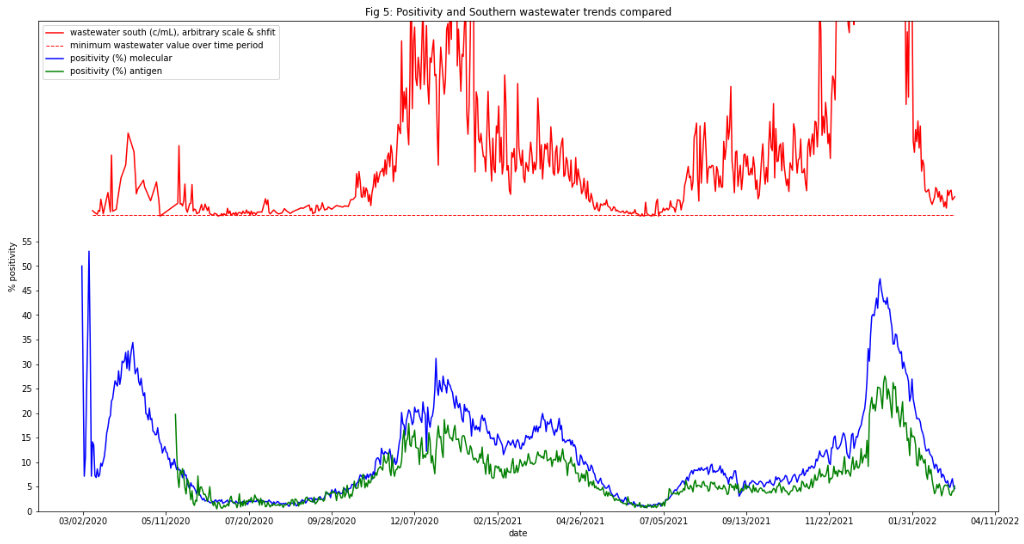 Fig 5: Positivity and Southern wastewater trends compared
wastewater south (c/mL), arbitrary scale & shfit
minimum wastewater value over time period
positivity (%) molecular
positivity (%) antigen
% positivity
55
50
45
40
35
30
25
20
15
10
5
0
03/02/2020 05/11/2020 07/20/2020 09/28/2020 12/07/2020 02/15/2021 04/26/2021 07/05/2021 09/13/2021 11/22/2021 01/31/2022 04/11/2022
date